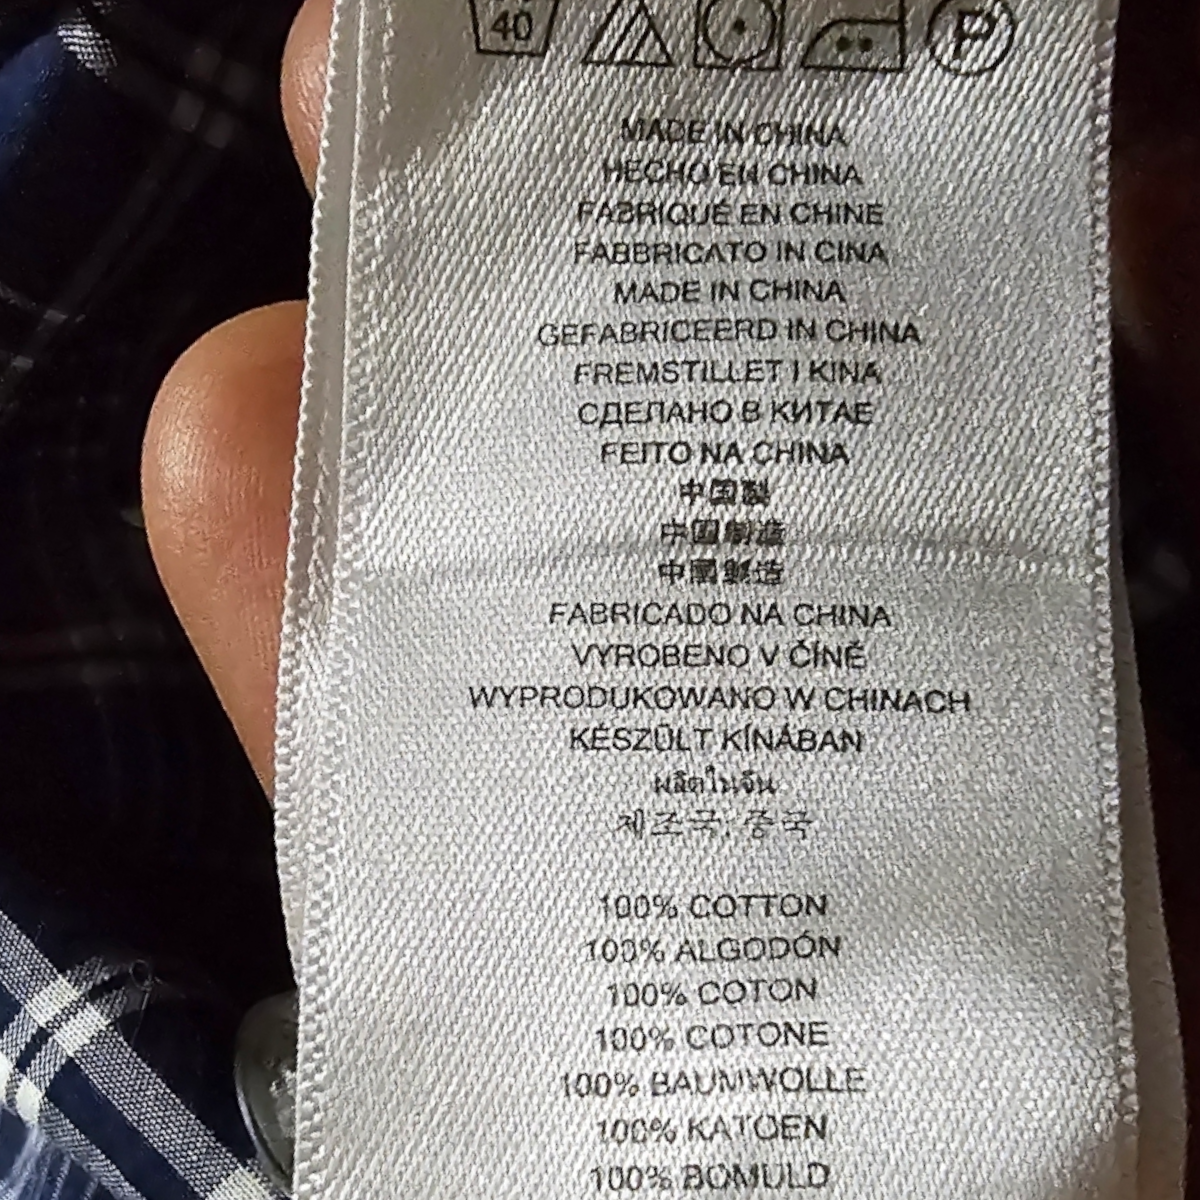 40
P
MADE IN CHINA
HECHO EN CHINA
FABRIQUÉ EN CHINE
FABBRICATO IN CINA
MADE IN CHINA
GEFABRICEERD IN CHINA
FREMSTILLET I KINA
СДЕЛАНО В КИТАЕ
FEITO NA CHINA
中国製
中国制造
中國製造
FABRICADO NA CHINA
VYROBENO V ČÍNĚ
WYPRODUKOWANO W CHINACH
KÉSZÜLT KÍNÁBAN
ผลิตในจีน
제조국: 중국
100% COTTON
100% ALGODÓN
100% COTON
100% COTONE
100% BAUMWOLLE
100% KATOEN
100% BOMULD